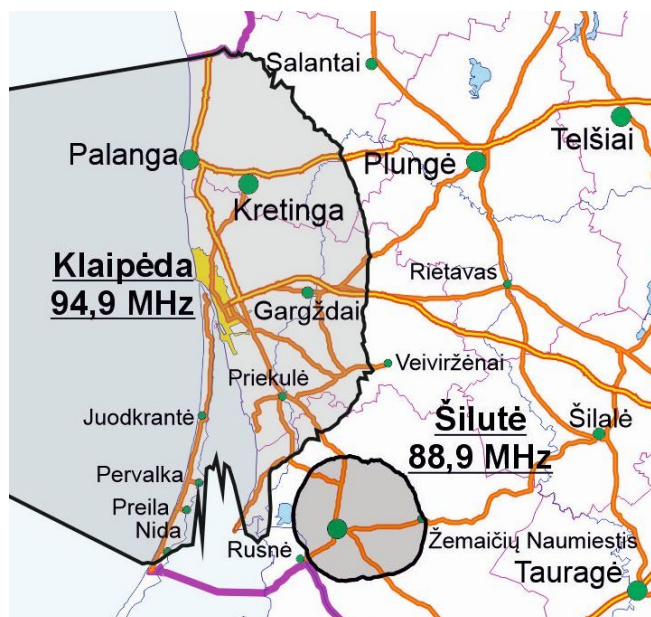 Salantai
Telšiai
Palanga
Plungė
Kretinga
Klaipėda
94,9 MHz
Rietavas
Gargždai
Veiviržėnai
Priekulė
Juodkrantė
Šilutė
88,9 MHz
Šilalė
Pervalka
Preila
Nida
Rusnė
Žemaičių Naumiestis
Tauragė